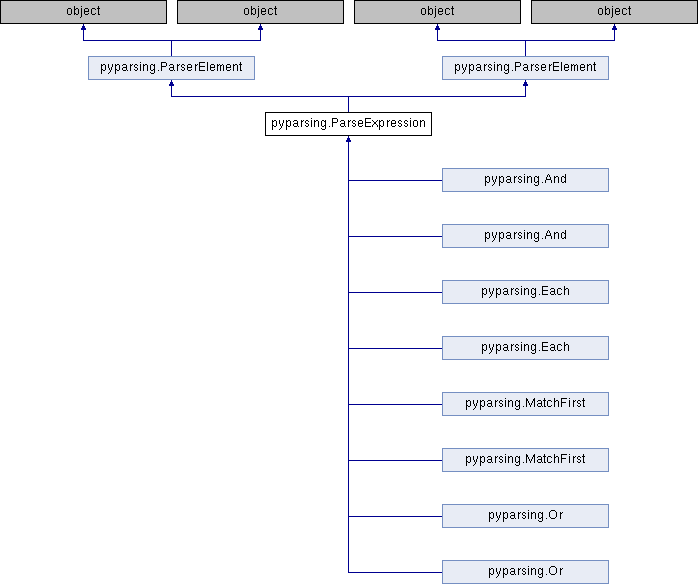 object
object
object
object
pyparsing.ParserElement
pyparsing.ParserElement
pyparsing.ParseExpression
pyparsing.And
pyparsing.And
pyparsing.Each
pyparsing.Each
pyparsing.MatchFirst
pyparsing.MatchFirst
pyparsing.Or
pyparsing.Or